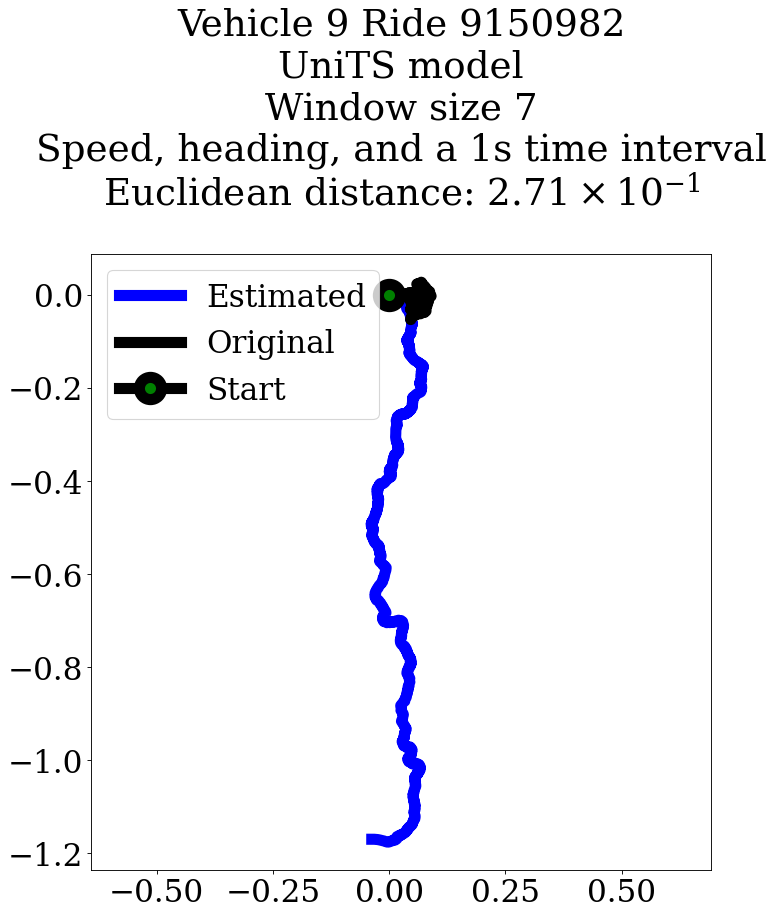 Vehicle 9 Ride 9150982
UniTS model
Window size 7
Speed, heading, and a 1s time interval
Euclidean distance: 2.71 × 10⁻¹
Estimated
Original
Start
0.0
−0.2
−0.4
−0.6
−0.8
−1.0
−1.2
−0.50 −0.25 0.00 0.25 0.50